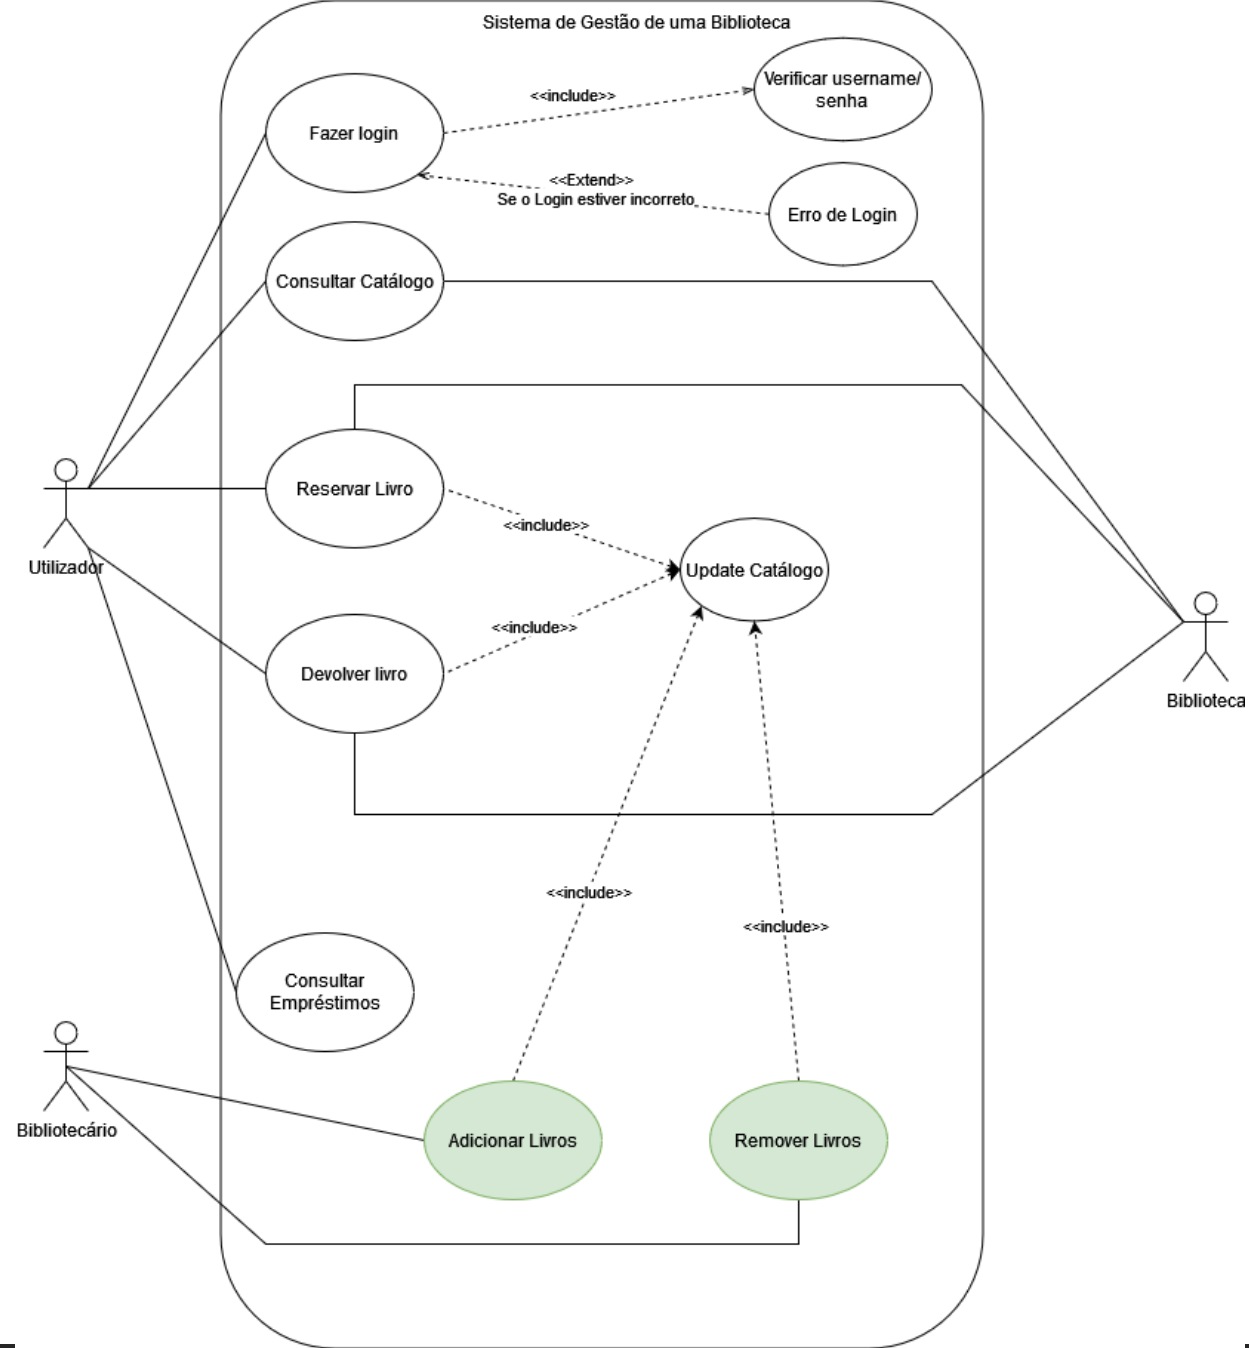 Sistema de Gestão de uma Biblioteca
Verificar username/
senha
<<include>>
Fazer login
<<Extend>>
Se o Login estiver incorreto
Erro de Login
Consultar Catálogo
Reservar Livro
<<include>>
Utilizador
Update Catálogo
<<include>>
Devolver livro
Biblioteca
<<include>>
<<include>>
Consultar
Empréstimos
Bibliotecário
Adicionar Livros
Remover Livros